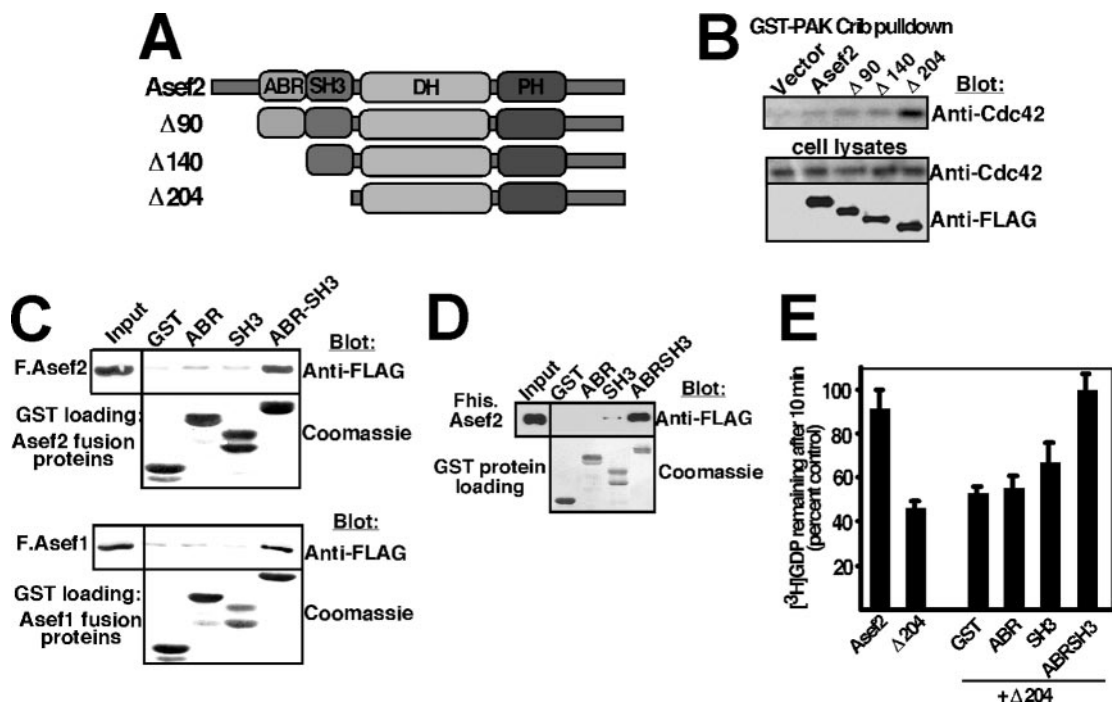 A
Asef2 ABR SH3 DH PH
Δ90
Δ140
Δ204
B
GST-PAK Crib pulldown
Vector Asef2 Δ 90 Δ 140 Δ 204 Blot:
Anti-Cdc42
cell lysates
Anti-Cdc42
Anti-FLAG
C
Input GST ABR SH3 ABR-SH3 Blot:
F.Asef2 Anti-FLAG
GST loading:
Asef2 fusion Coomassie
proteins
Blot:
F.Asef1 Anti-FLAG
GST loading:
Asef1 fusion Coomassie
proteins
D
Input GST ABR SH3 ABRSH3 Blot:
Fhis.
Asef2 Anti-FLAG
GST protein Coomassie
loading
E
[³H]GDP remaining after 10 min
(percent control)
100
80
60
40
20
Asef2 Δ204 GST ABR SH3 ABRSH3
+Δ204